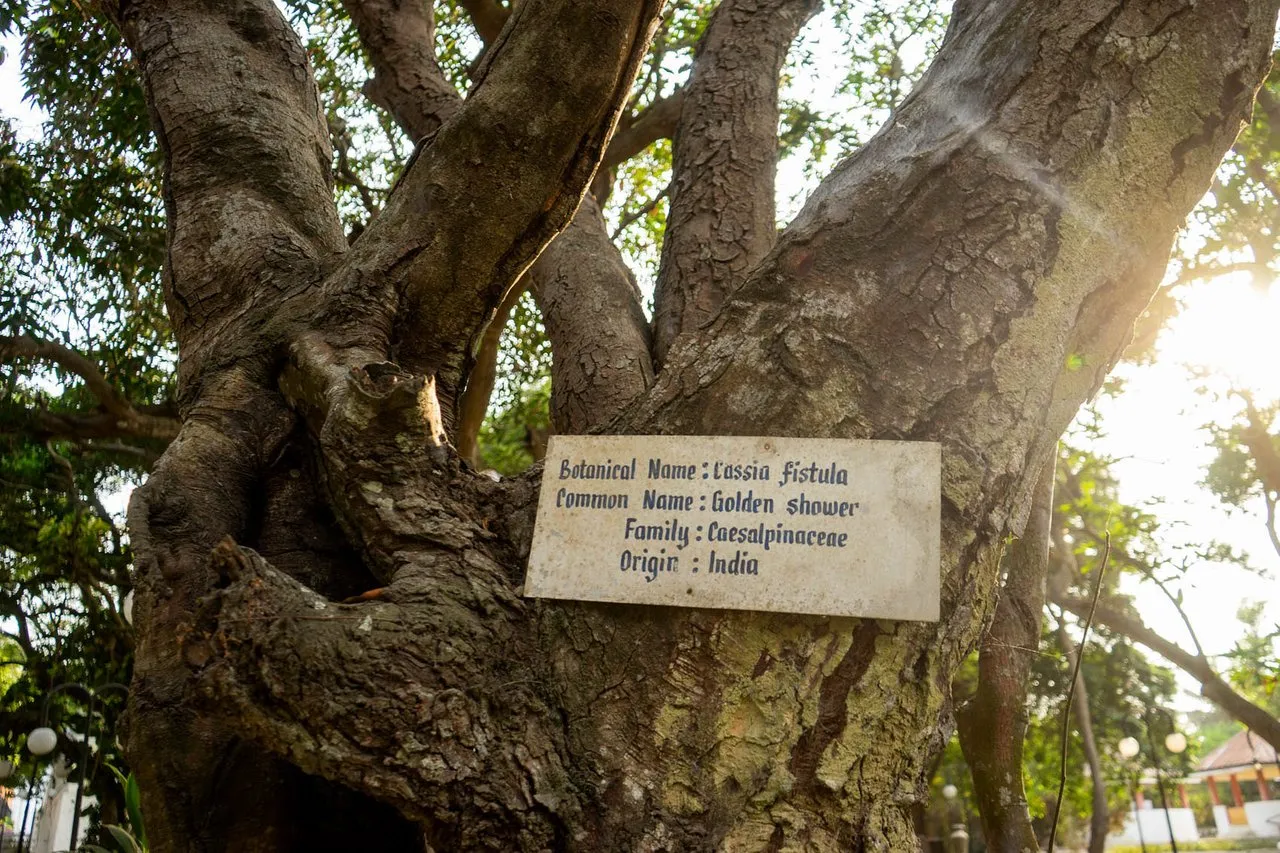 Botanical Name : Cassia fistula
Common Name : Golden shower
Family : Caesalpinaceae
Origin : India